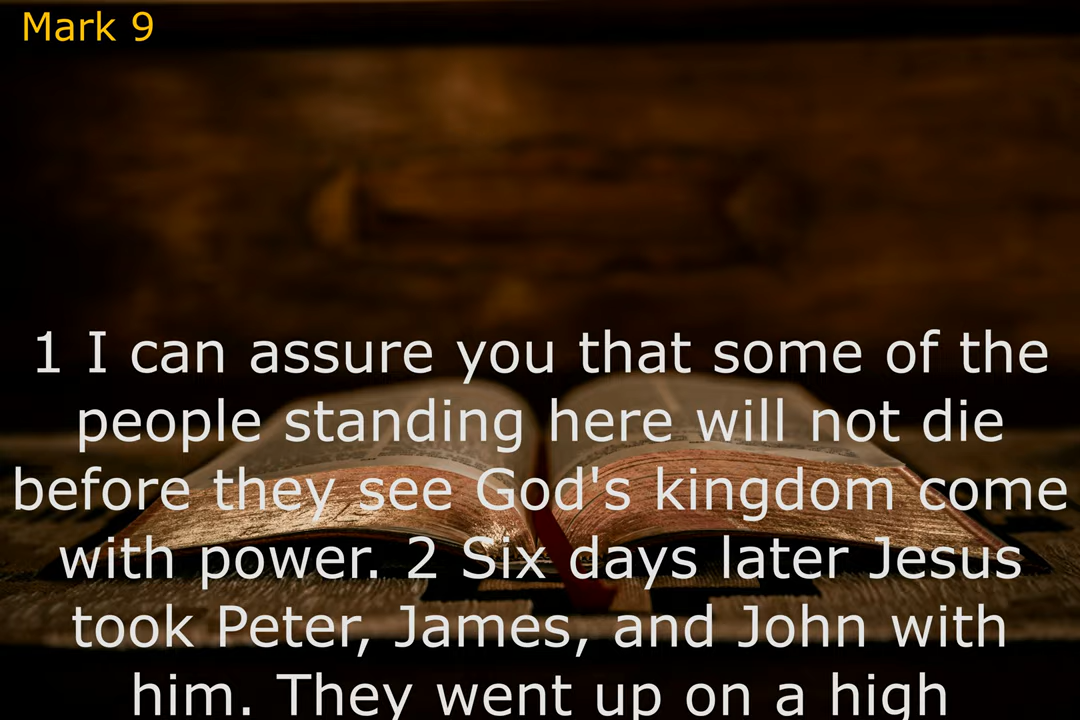 Mark 9
1 I can assure you that some of the
people standing here will not die
before they see God's kingdom come
with power. 2 Six days later Jesus
took Peter, James, and John with
him. They went up on a high